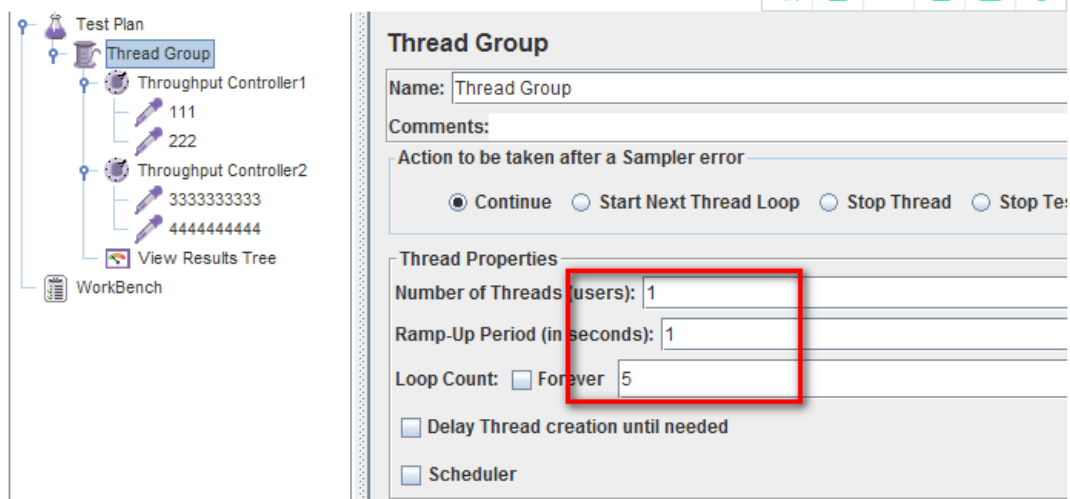 Test Plan
Thread Group
Throughput Controller1
111
222
Throughput Controller2
3333333333
4444444444
View Results Tree
WorkBench
Thread Group
Name: Thread Group
Comments:
Action to be taken after a Sampler error
Continue Start Next Thread Loop Stop Thread Stop Tes
Thread Properties
Number of Threads (users): 1
Ramp-Up Period (in seconds): 1
Loop Count: Forever 5
Delay Thread creation until needed
Scheduler